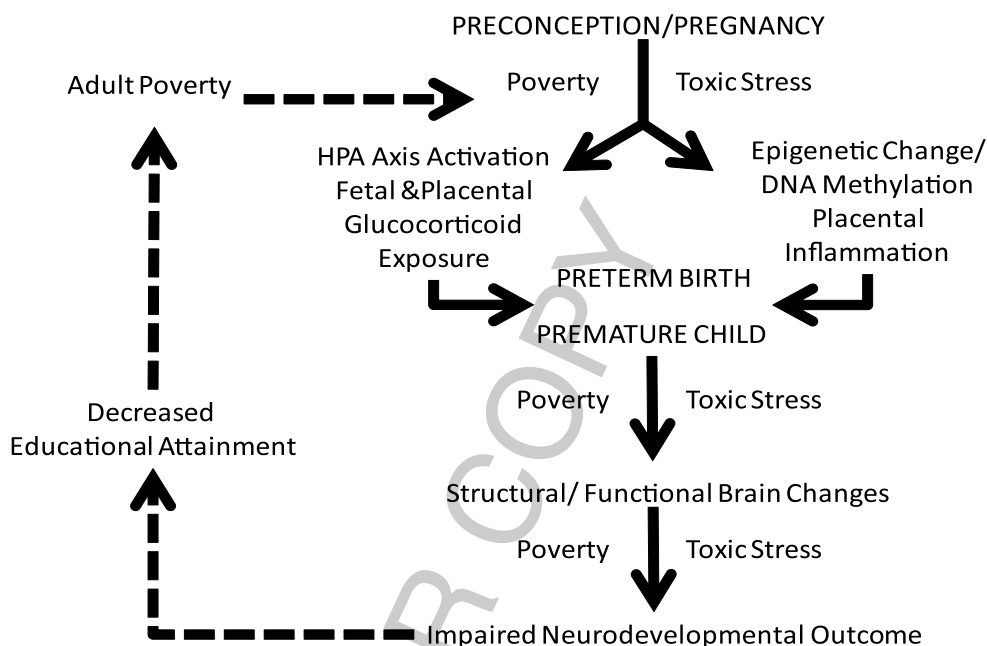 PRECONCEPTION/PREGNANCY
Adult Poverty
Poverty
Toxic Stress
HPA Axis Activation
Fetal &Placental
Glucocorticoid
Exposure
Epigenetic Change/
DNA Methylation
Placental
Inflammation
PRETERM BIRTH
PREMATURE CHILD
Poverty
Toxic Stress
Decreased
Educational Attainment
Structural/ Functional Brain Changes
Poverty
Toxic Stress
Impaired Neurodevelopmental Outcome
R COPY